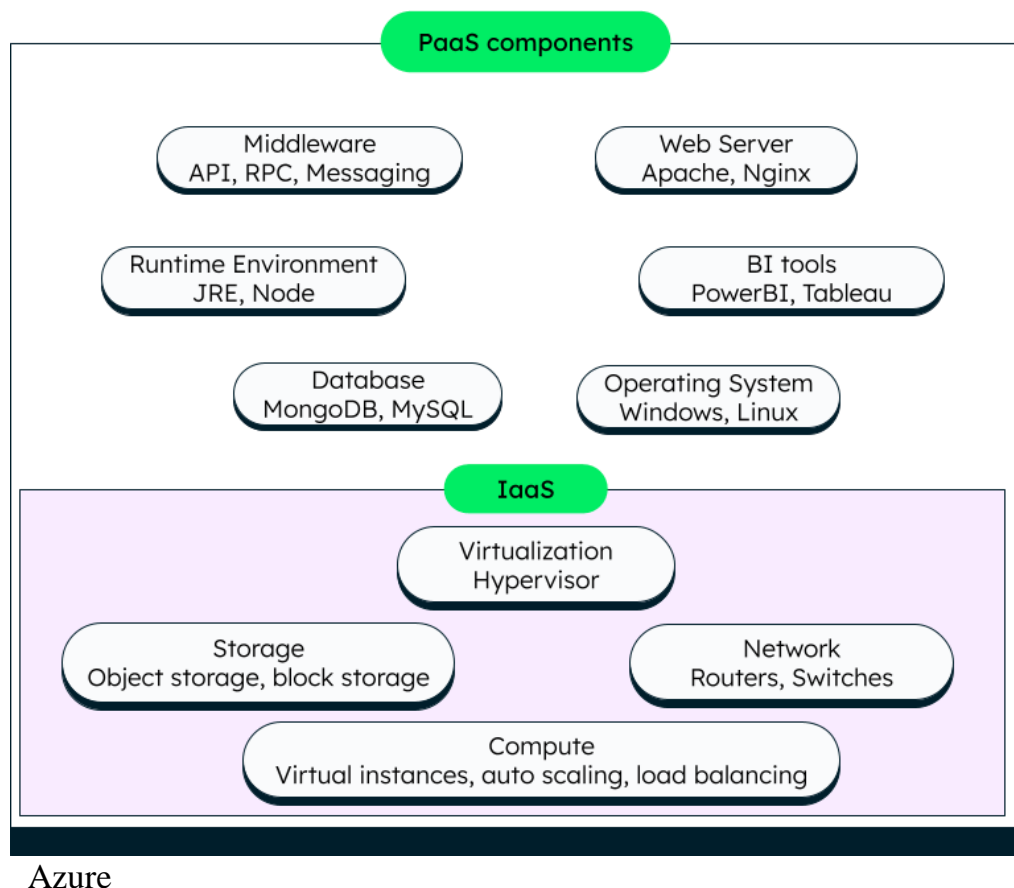 PaaS components
Middleware
API, RPC, Messaging
Web Server
Apache, Nginx
Runtime Environment
JRE, Node
BI tools
PowerBI, Tableau
Database
MongoDB, MySQL
Operating System
Windows, Linux
IaaS
Virtualization
Hypervisor
Storage
Object storage, block storage
Network
Routers, Switches
Compute
Virtual instances, auto scaling, load balancing
Azure